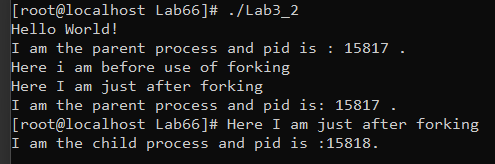 [root@localhost Lab66]# ./Lab3_2
Hello World!
I am the parent process and pid is : 15817 .
Here i am before use of forking
Here I am just after forking
I am the parent process and pid is: 15817 .
[root@localhost Lab66]# Here I am just after forking
I am the child process and pid is :15818.